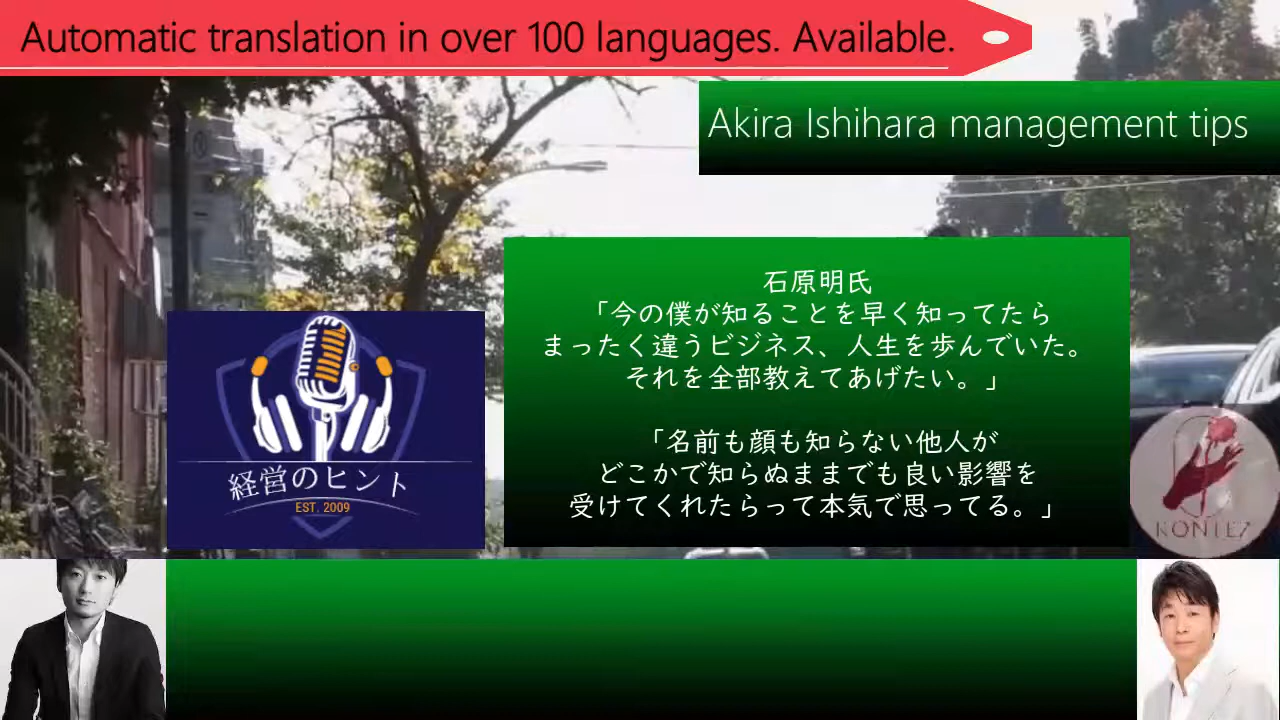 Automatic translation in over 100 languages. Available.
Akira Ishihara management tips
石原明氏
「今の僕が知ることを早く知ってたら
まったく違うビジネス、人生を歩んでいた。
それを全部教えてあげたい。」
「名前も顔も知らない他人が
どこかで知らぬままでも良い影響を
受けてくれたらって本気で思ってる。」
経営のヒント
EST. 2009
KONTE7